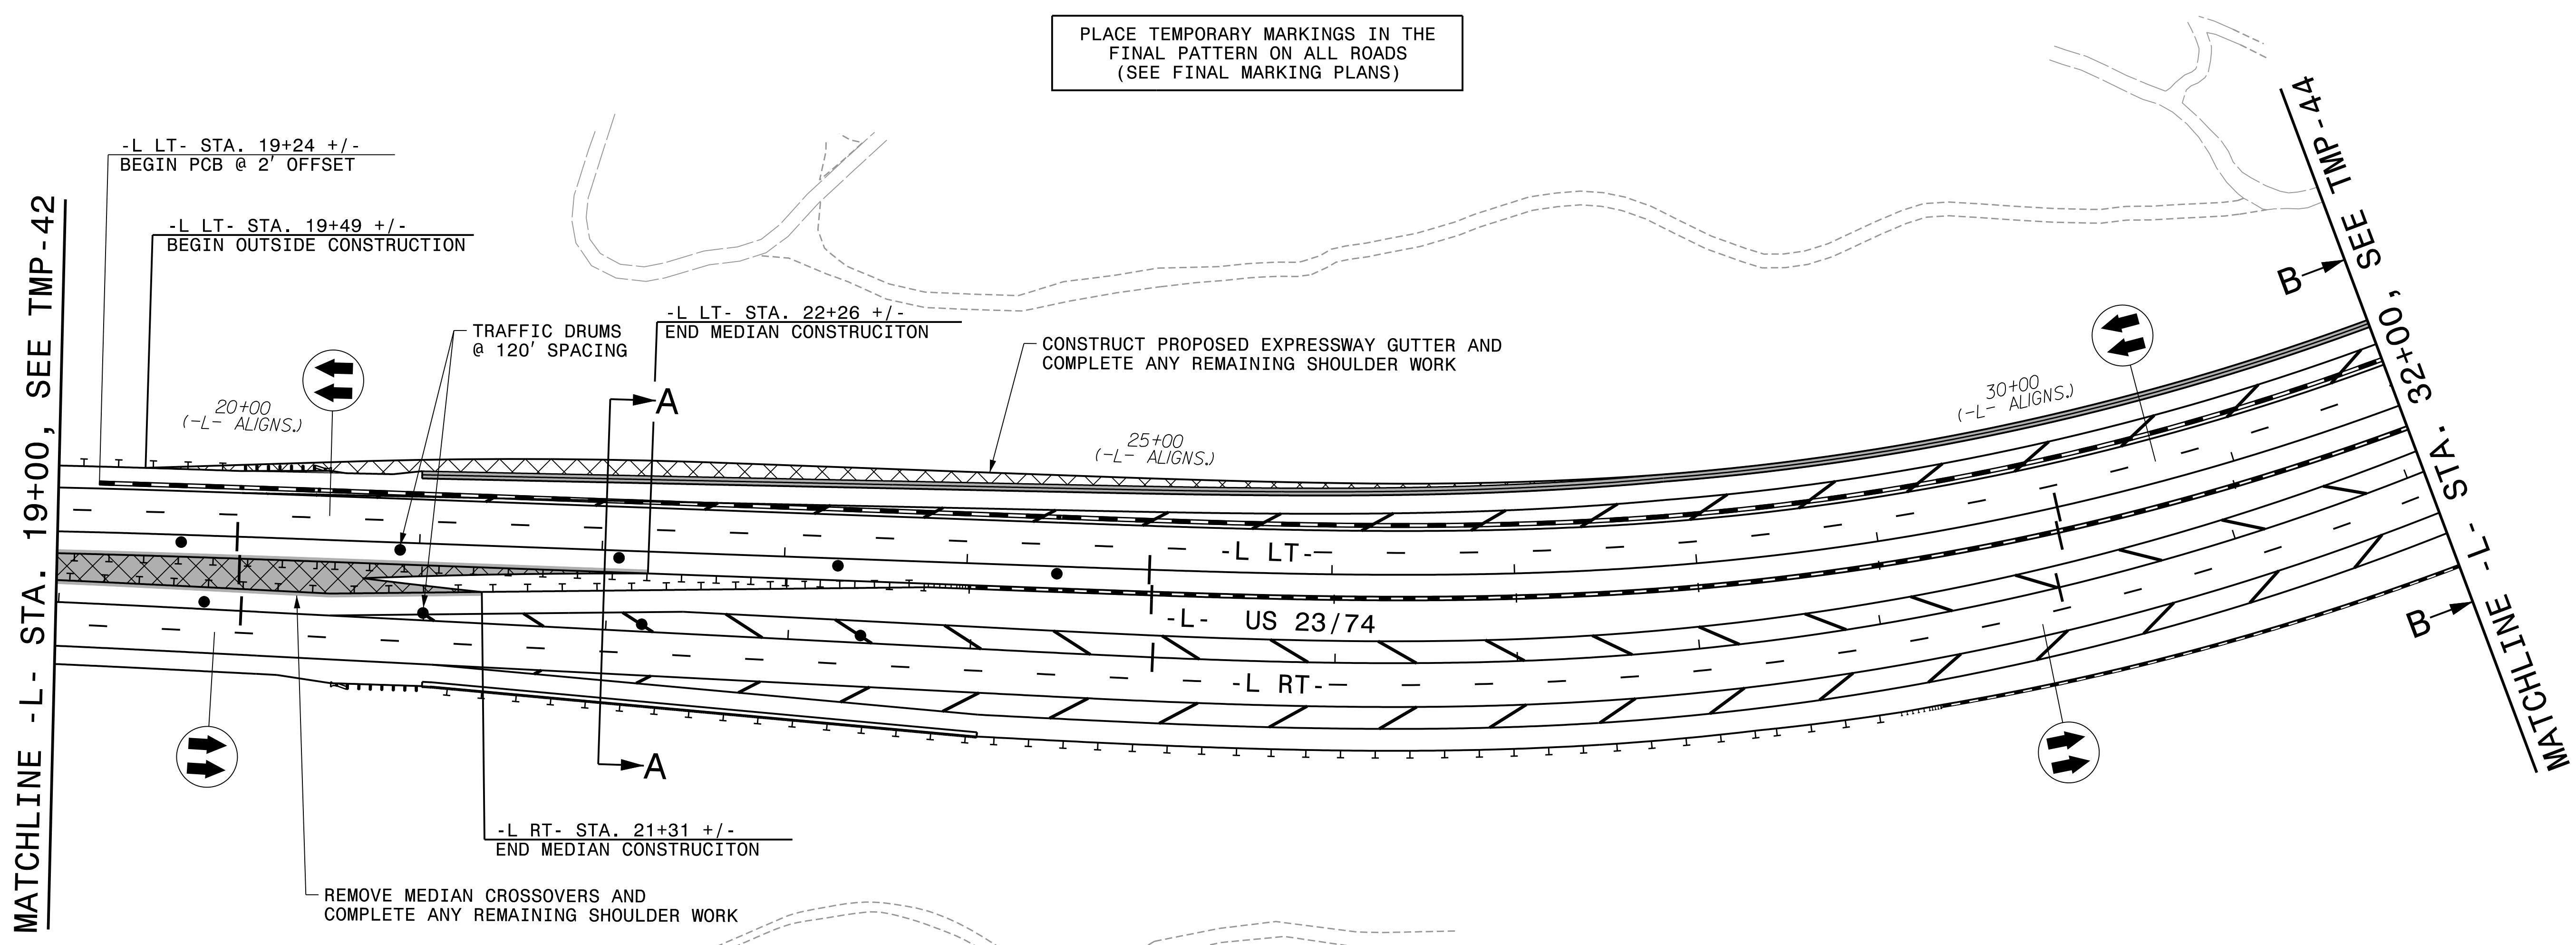 PLACE TEMPORARY MARKINGS IN THE
FINAL PATTERN ON ALL ROADS
(SEE FINAL MARKING PLANS)
-L LT- STA. 19+24 +/-
BEGIN PCB @ 2' OFFSET
-L LT- STA. 19+49 +/-
BEGIN OUTSIDE CONSTRUCTION
MATCHLINE -L- STA. 19+00, SEE TMP-42
TRAFFIC DRUMS
@ 120' SPACING
-L LT- STA. 22+26 +/-
END MEDIAN CONSTRUCITON
CONSTRUCT PROPOSED EXPRESSWAY GUTTER AND
COMPLETE ANY REMAINING SHOULDER WORK
20+00
(-L- ALIGNS.)
A
25+00
(-L- ALIGNS.)
30+00
(-L- ALIGNS.)
B
MATCHLINE -L- STA. 32+00, SEE TMP-44
-L LT-
-L- US 23/74
-L RT-
B
A
-L RT- STA. 21+31 +/-
END MEDIAN CONSTRUCITON
REMOVE MEDIAN CROSSOVERS AND
COMPLETE ANY REMAINING SHOULDER WORK